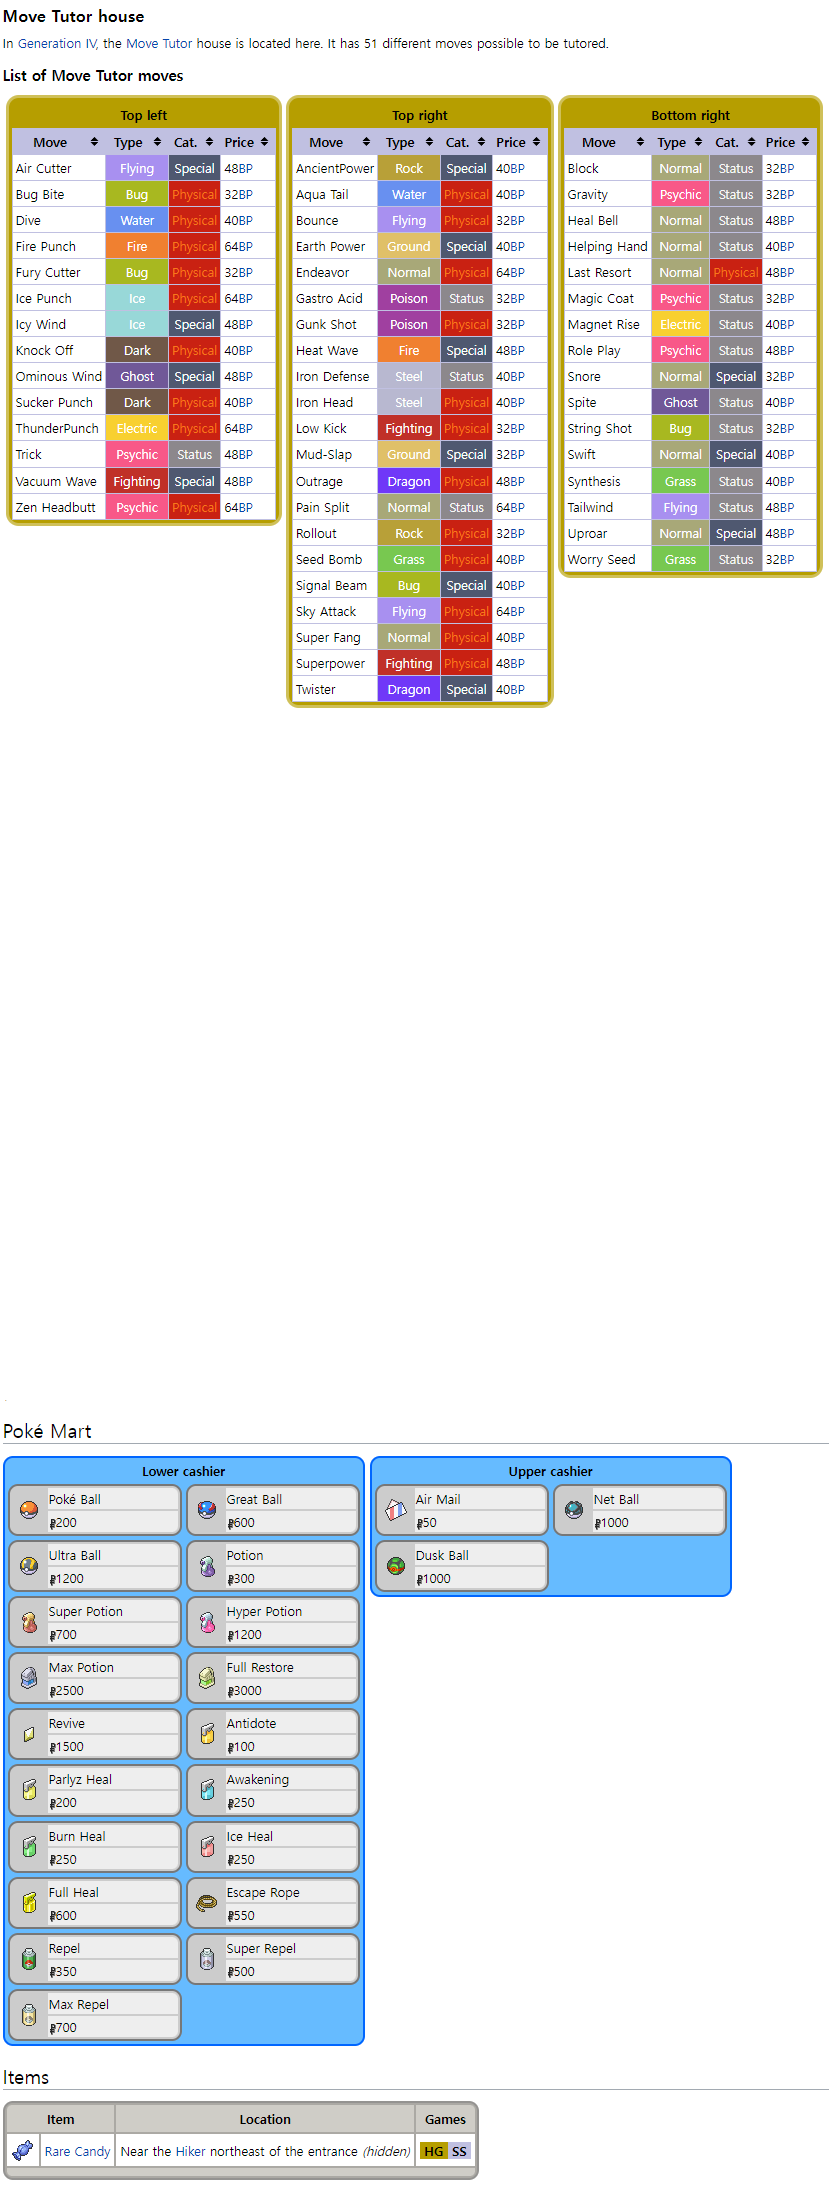 Move Tutor house
In Generation IV, the Move Tutor house is located here. It has 51 different moves possible to be tutored.
List of Move Tutor moves
Top left
Move Type Cat. Price
Air Cutter Flying Special 48BP
Bug Bite Bug Physical 32BP
Dive Water Physical 40BP
Fire Punch Fire Physical 64BP
Fury Cutter Bug Physical 32BP
Ice Punch Ice Physical 64BP
Icy Wind Ice Special 48BP
Knock Off Dark Physical 40BP
Ominous Wind Ghost Special 48BP
Sucker Punch Dark Physical 40BP
ThunderPunch Electric Physical 64BP
Trick Psychic Status 48BP
Vacuum Wave Fighting Special 48BP
Zen Headbutt Psychic Physical 64BP
Top right
Move Type Cat. Price
AncientPower Rock Special 40BP
Aqua Tail Water Physical 40BP
Bounce Flying Physical 32BP
Earth Power Ground Special 40BP
Endeavor Normal Physical 64BP
Gastro Acid Poison Status 32BP
Gunk Shot Poison Physical 32BP
Heat Wave Fire Special 48BP
Iron Defense Steel Status 40BP
Iron Head Steel Physical 40BP
Low Kick Fighting Physical 32BP
Mud-Slap Ground Special 32BP
Outrage Dragon Physical 48BP
Pain Split Normal Status 64BP
Rollout Rock Physical 32BP
Seed Bomb Grass Physical 40BP
Signal Beam Bug Special 40BP
Sky Attack Flying Physical 64BP
Super Fang Normal Physical 40BP
Superpower Fighting Physical 48BP
Twister Dragon Special 40BP
Bottom right
Move Type Cat. Price
Block Normal Status 32BP
Gravity Psychic Status 32BP
Heal Bell Normal Status 48BP
Helping Hand Normal Status 40BP
Last Resort Normal Physical 48BP
Magic Coat Psychic Status 32BP
Magnet Rise Electric Status 40BP
Role Play Psychic Status 48BP
Snore Normal Special 32BP
Spite Ghost Status 40BP
String Shot Bug Status 32BP
Swift Normal Special 40BP
Synthesis Grass Status 40BP
Tailwind Flying Status 48BP
Uproar Normal Special 48BP
Worry Seed Grass Status 32BP
Poké Mart
Lower cashier
Poké Ball Great Ball
₽200 ₽600
Ultra Ball Potion
₽1200 ₽300
Super Potion Hyper Potion
₽700 ₽1200
Max Potion Full Restore
₽2500 ₽3000
Revive Antidote
₽1500 ₽100
Parlyz Heal Awakening
₽200 ₽250
Burn Heal Ice Heal
₽250 ₽250
Full Heal Escape Rope
₽600 ₽550
Repel Super Repel
₽350 ₽500
Max Repel
₽700
Upper cashier
Air Mail Net Ball
₽50 ₽1000
Dusk Ball
₽1000
Items
Item Location Games
Rare Candy Near the Hiker northeast of the entrance (hidden) HG SS